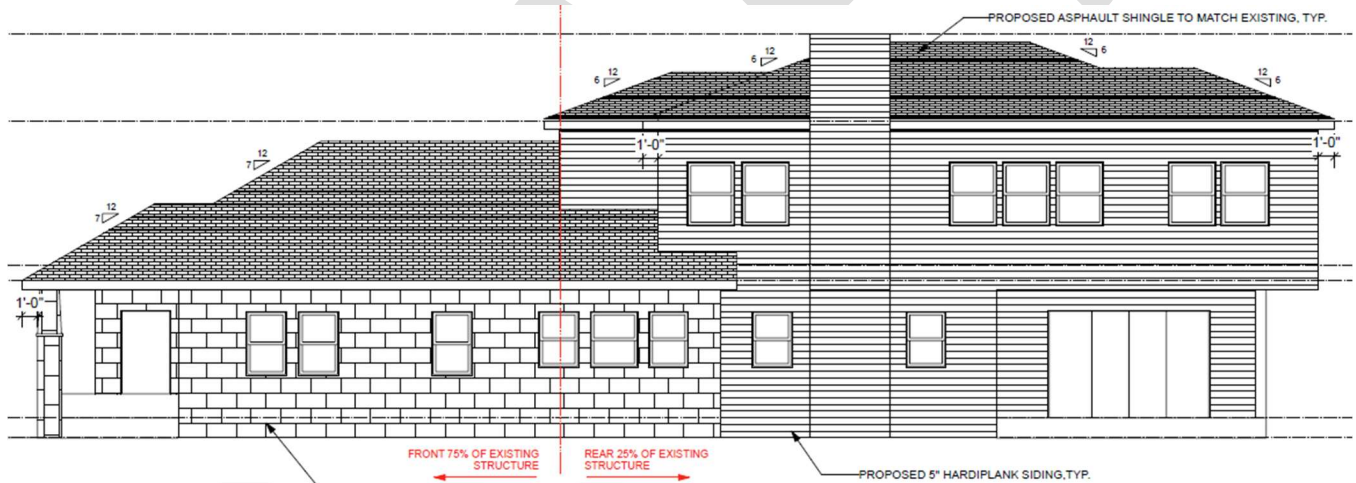 PROPOSED ASPHAULT SHINGLE TO MATCH EXISTING, TYP.
12
6
12
6
12
6
12
6
1'-0"
1'-0"
12
7
12
7
1'-0"
FRONT 75% OF EXISTING
STRUCTURE
REAR 25% OF EXISTING
STRUCTURE
PROPOSED 5" HARDIPLANK SIDING,TYP.